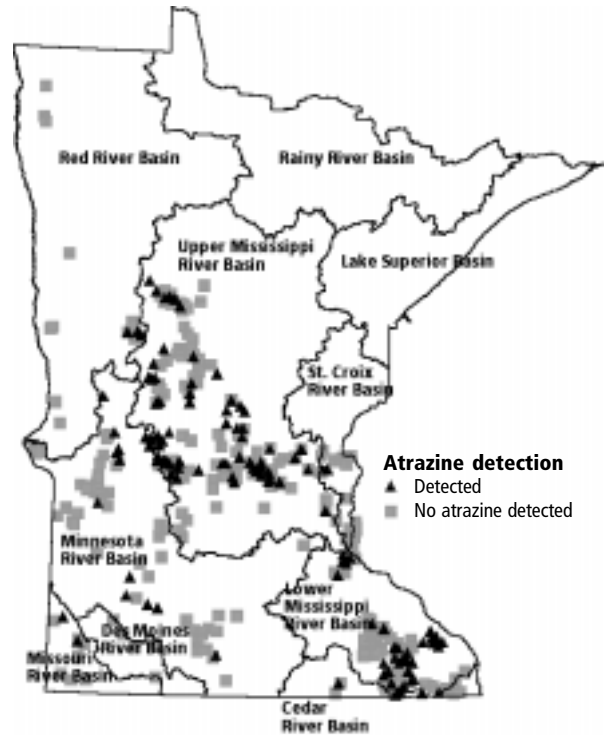 Red River Basin
Rainy River Basin
Upper Mississippi
River Basin
Lake Superior Basin
St. Croix
River Basin
Atrazine detection
Detected
No atrazine detected
Minnesota
River Basin
Lower
Mississippi
River Basin
Des Moines
River Basin
Missouri
River Basin
Cedar
River Basin